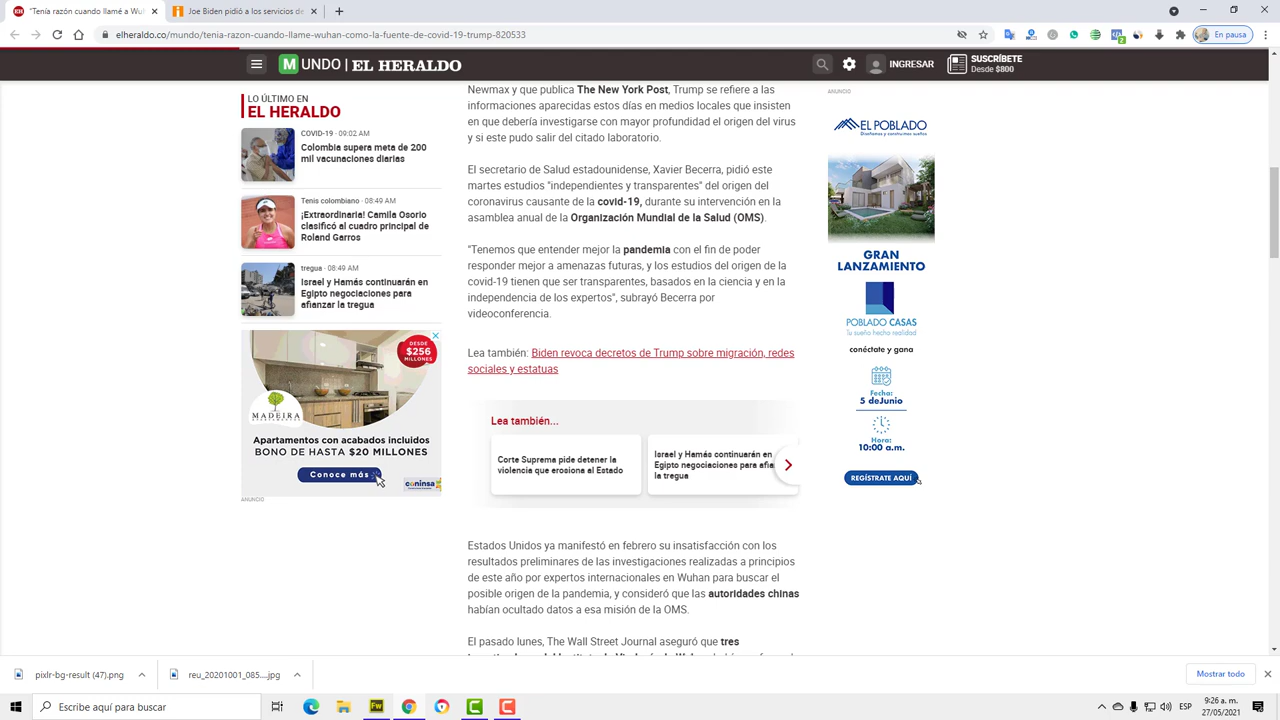 "Tenía razón cuando llamé a Wuh
Joe Biden pidió a los servicios de
elheraldo.co/mundo/tenia-razon-cuando-llame-wuhan-como-la-fuente-de-covid-19-trump-820533
En pausa
MUNDO | EL HERALDO
INGRESAR
SUSCRÍBETE
Desde $800
LO ÚLTIMO EN
EL HERALDO
COVID-19 - 09:02 AM
Colombia supera meta de 200
mil vacunaciones diarias
Tenis colombiano - 08:49 AM
¡Extraordinaria! Camila Osorio
clasificó al cuadro principal de
Roland Garros
tregua - 08:49 AM
Israel y Hamás continuarán en
Egipto negociaciones para
afianzar la tregua
DESDE
$256
MILLONES
MADEIRA
Apartamentos con acabados incluidos
BONO DE HASTA $20 MILLONES
Conoce más
coninsa
ANUNCIO
Newmax y que publica The New York Post, Trump se refiere a las
informaciones aparecidas estos días en medios locales que insisten
en que debería investigarse con mayor profundidad el origen del virus
y si este pudo salir del citado laboratorio.
El secretario de Salud estadounidense, Xavier Becerra, pidió este
martes estudios "independientes y transparentes" del origen del
coronavirus causante de la covid-19, durante su intervención en la
asamblea anual de la Organización Mundial de la Salud (OMS).
"Tenemos que entender mejor la pandemia con el fin de poder
responder mejor a amenazas futuras, y los estudios del origen de la
covid-19 tienen que ser transparentes, basados en la ciencia y en la
independencia de los expertos", subrayó Becerra por
videoconferencia.
Lea también: Biden revoca decretos de Trump sobre migración, redes
sociales y estatuas
Lea también...
Corte Suprema pide detener la
violencia que erosiona al Estado
Israel y Hamás continuarán en
Egipto negociaciones para afia
la tregua
Estados Unidos ya manifestó en febrero su insatisfacción con los
resultados preliminares de las investigaciones realizadas a principios
de este año por expertos internacionales en Wuhan para buscar el
posible origen de la pandemia, y consideró que las autoridades chinas
habían ocultado datos a esa misión de la OMS.
El pasado lunes, The Wall Street Journal aseguró que tres
ANUNCIO
EL POBLADO
Diseñamos y construimos sueños
GRAN
LANZAMIENTO
POBLADO CASAS
Tu sueño hecho realidad
conéctate y gana
Fecha:
5 deJunio
Hora:
10:00 a.m.
REGÍSTRATE AQUÍ
pixlr-bg-result (47).png
reu_20201001_085....jpg
Mostrar todo
Escribe aquí para buscar
ESP
9:26 a. m.
27/05/2021